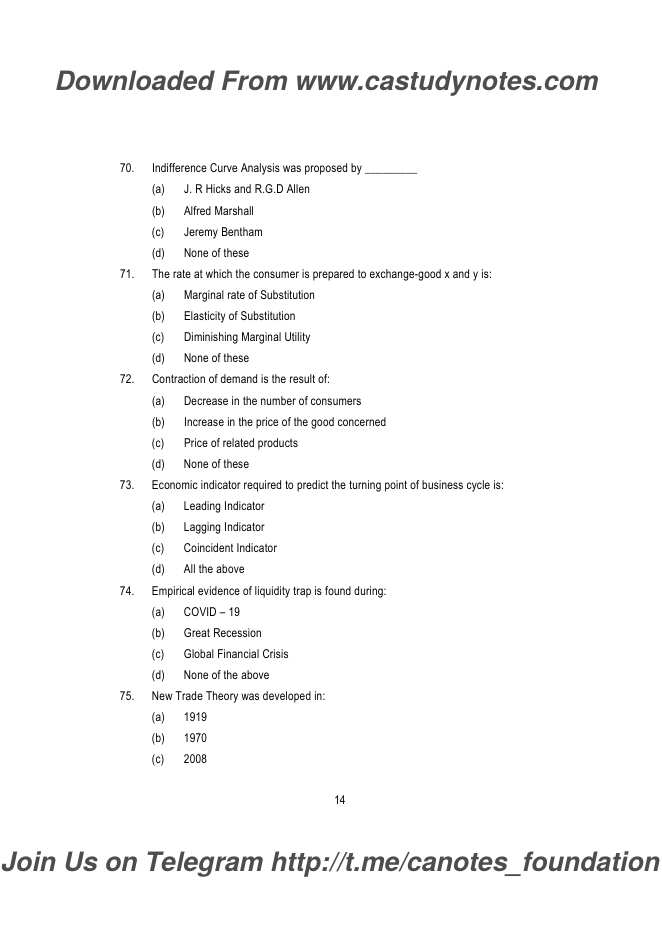 Downloaded From www.castudynotes.com
70. Indifference Curve Analysis was proposed by _________
(a) J. R Hicks and R.G.D Allen
(b) Alfred Marshall
(c) Jeremy Bentham
(d) None of these
71. The rate at which the consumer is prepared to exchange-good x and y is:
(a) Marginal rate of Substitution
(b) Elasticity of Substitution
(c) Diminishing Marginal Utility
(d) None of these
72. Contraction of demand is the result of:
(a) Decrease in the number of consumers
(b) Increase in the price of the good concerned
(c) Price of related products
(d) None of these
73. Economic indicator required to predict the turning point of business cycle is:
(a) Leading Indicator
(b) Lagging Indicator
(c) Coincident Indicator
(d) All the above
74. Empirical evidence of liquidity trap is found during:
(a) COVID – 19
(b) Great Recession
(c) Global Financial Crisis
(d) None of the above
75. New Trade Theory was developed in:
(a) 1919
(b) 1970
(c) 2008
14
Join Us on Telegram http://t.me/canotes_foundation